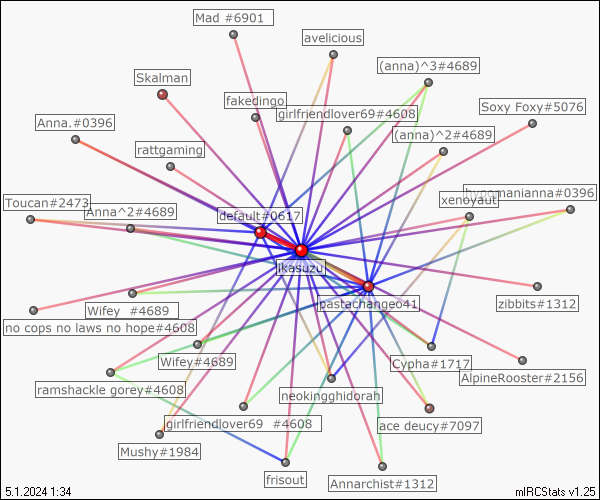 Mad #6901
avelicious
(anna)^3#4689
Skalman
fakedingo
girlfriendlover69#4608
Soxy Foxy#5076
Anna.#0396
(anna)^2#4689
rattgaming
hypomanianna#0396
xenoyaut
Toucan#2473
Anna^2#4689
default#0617
jkasuzu
pastachangeo41
zibbits#1312
Wifey  #4689
no cops no laws no hope#4608
Wifey#4689
Cypha#1717
AlpineRooster#2156
ramshackle gorey#4608
neokingghidorah
girlfriendlover69  #4608
ace deucy#7097
Mushy#1984
frisout
Annarchist#1312
5.1.2024 1:34
mIRCStats v1.25